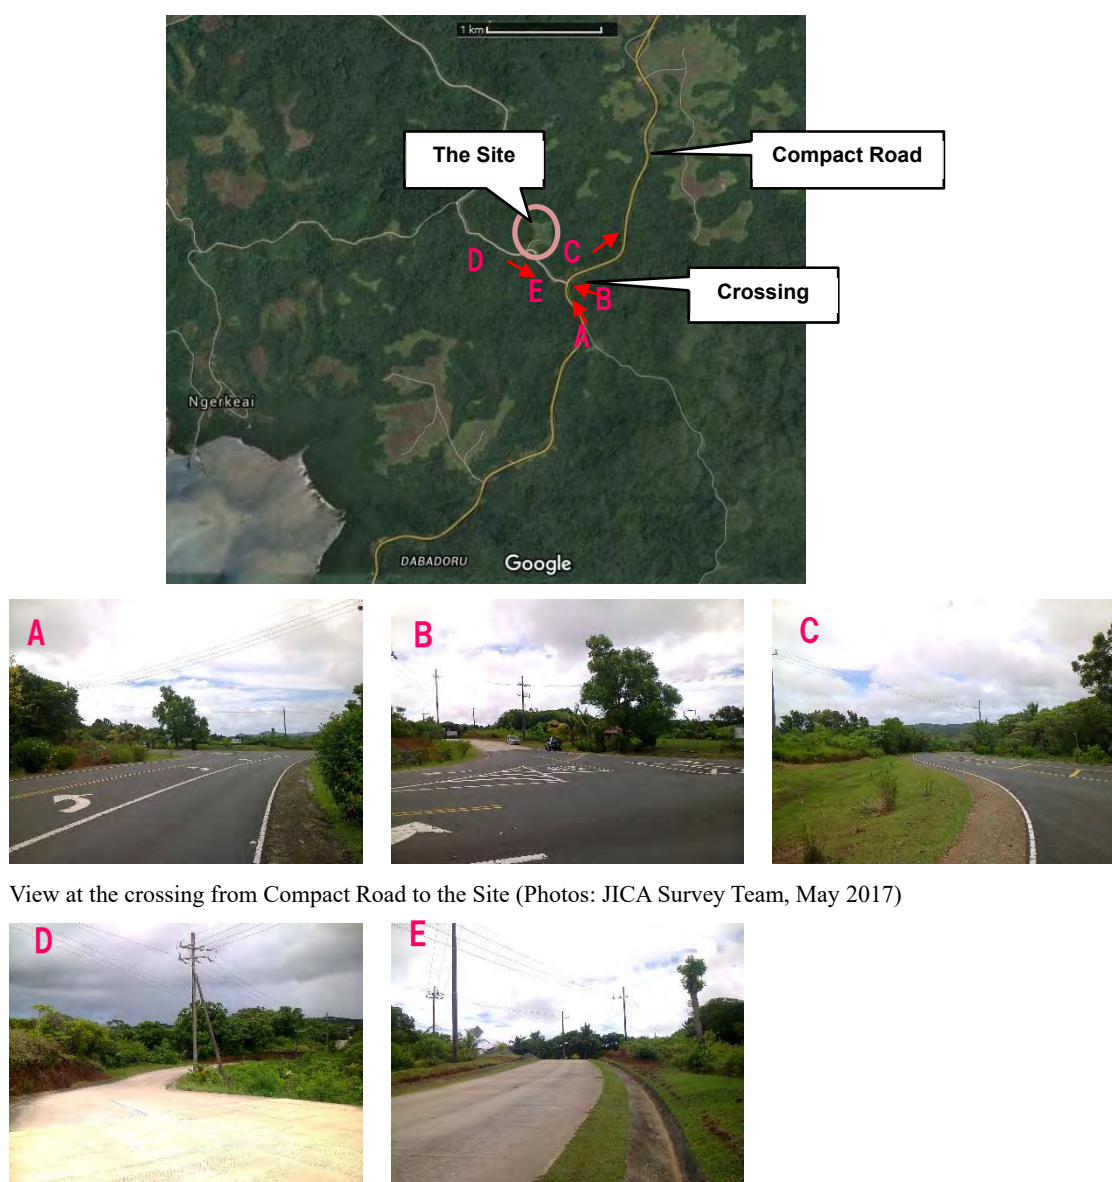 1 km
The Site
Compact Road
C
D
E
B
Crossing
A
Ngerkeai
DABADORU
Google
A
B
C
View at the crossing from Compact Road to the Site (Photos: JICA Survey Team, May 2017)
D
E